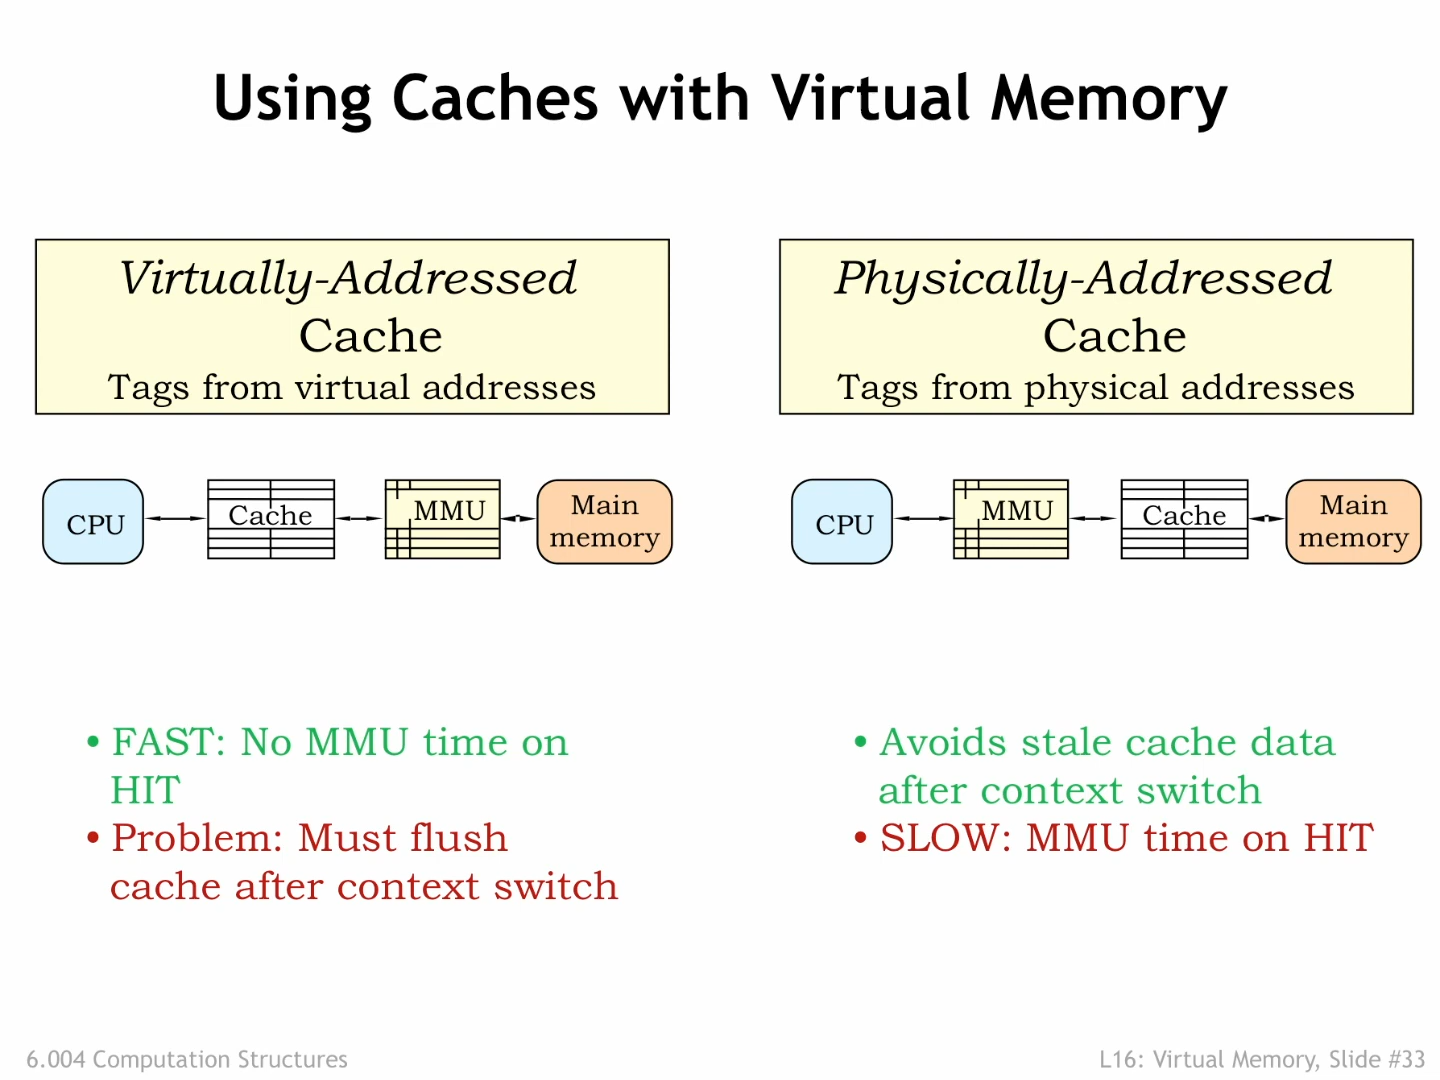 Using Caches with Virtual Memory
Virtually-Addressed
Cache
Tags from virtual addresses
Physically-Addressed
Cache
Tags from physical addresses
CPU
Cache
MMU
Main
memory
CPU
MMU
Cache
Main
memory
• FAST: No MMU time on
HIT
• Problem: Must flush
cache after context switch
• Avoids stale cache data
after context switch
• SLOW: MMU time on HIT
6.004 Computation Structures
L16: Virtual Memory, Slide #33